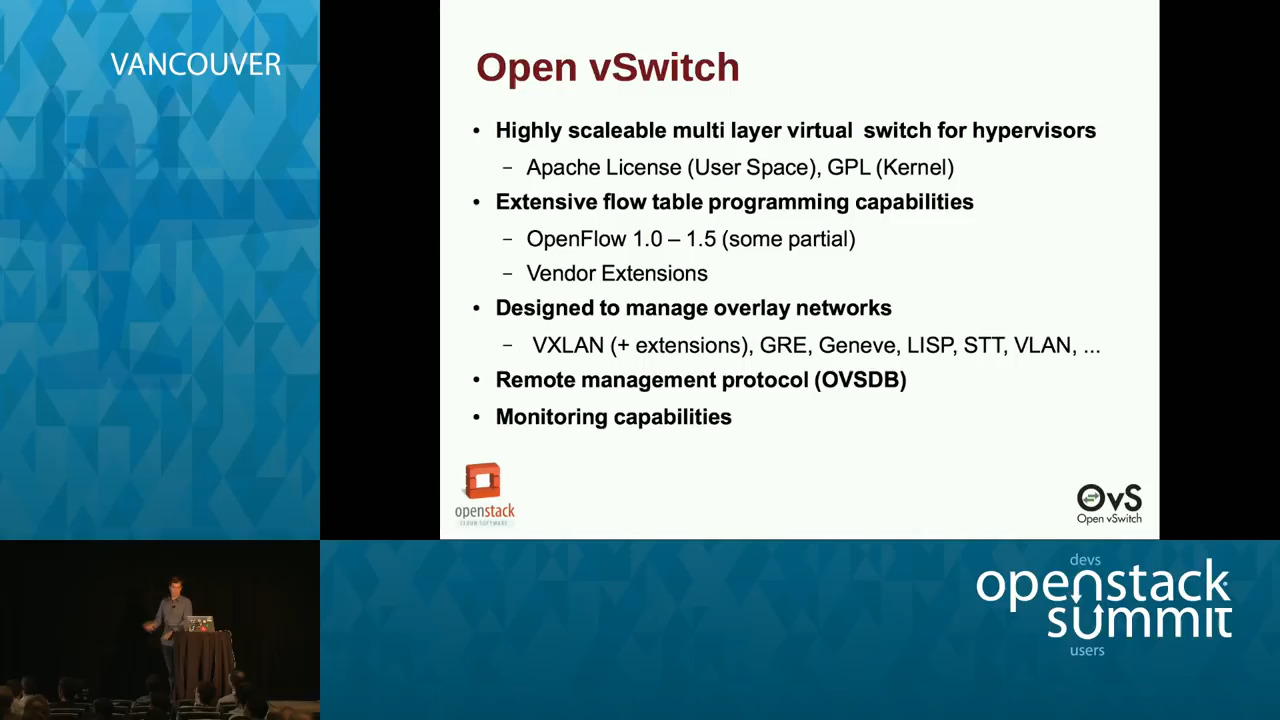 VANCOUVER
Open vSwitch
• Highly scaleable multi layer virtual switch for hypervisors
– Apache License (User Space), GPL (Kernel)
• Extensive flow table programming capabilities
– OpenFlow 1.0 – 1.5 (some partial)
– Vendor Extensions
• Designed to manage overlay networks
– VXLAN (+ extensions), GRE, Geneve, LISP, STT, VLAN, ...
• Remote management protocol (OVSDB)
• Monitoring capabilities
openstack
CLOUD SOFTWARE
OvS
Open vSwitch
devs
openstack
summit
users